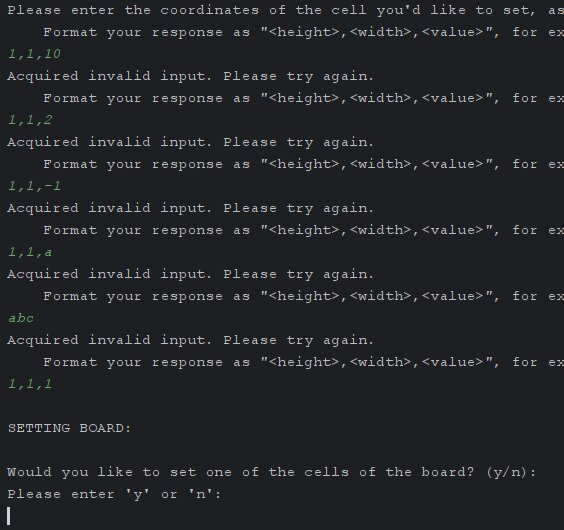 Please enter the coordinates of the cell you'd like to set, as
Format your response as "<height>,<width>,<value>", for ex
1,1,10
Acquired invalid input. Please try again.
Format your response as "<height>,<width>,<value>", for ex
1,1,2
Acquired invalid input. Please try again.
Format your response as "<height>,<width>,<value>", for ex
1,1,-1
Acquired invalid input. Please try again.
Format your response as "<height>,<width>,<value>", for ex
1,1,a
Acquired invalid input. Please try again.
Format your response as "<height>,<width>,<value>", for ex
abc
Acquired invalid input. Please try again.
Format your response as "<height>,<width>,<value>", for ex
1,1,1
SETTING BOARD:
Would you like to set one of the cells of the board? (y/n):
Please enter 'y' or 'n':